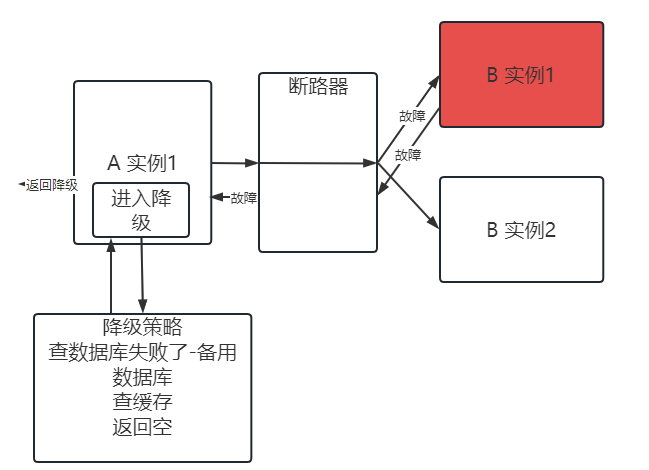 断路器
B 实例1
故障
故障
A 实例1
返回降级
进入降
级
故障
B 实例2
降级策略
查数据库失败了-备用
数据库
查缓存
返回空